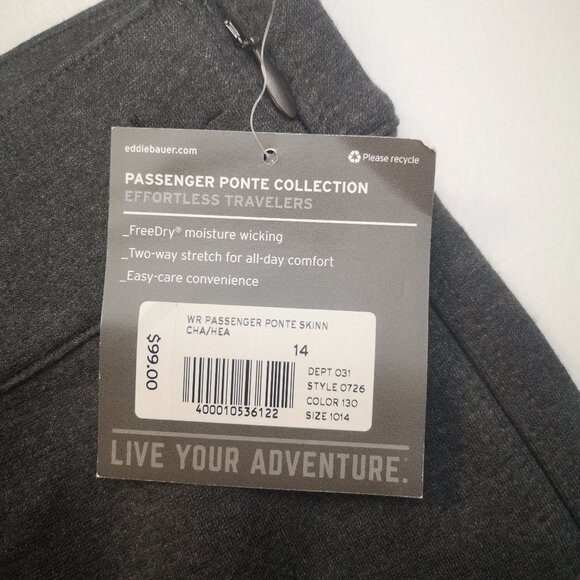 eddiebauer.com
Please recycle
PASSENGER PONTE COLLECTION
EFFORTLESS TRAVELERS
_FreeDry® moisture wicking
_Two-way stretch for all-day comfort
_Easy-care convenience
$99.00
WR PASSENGER PONTE SKINN
CHA/HEA
14
DEPT 031
STYLE 0726
COLOR 130
SIZE 1014
400010536122
LIVE YOUR ADVENTURE.